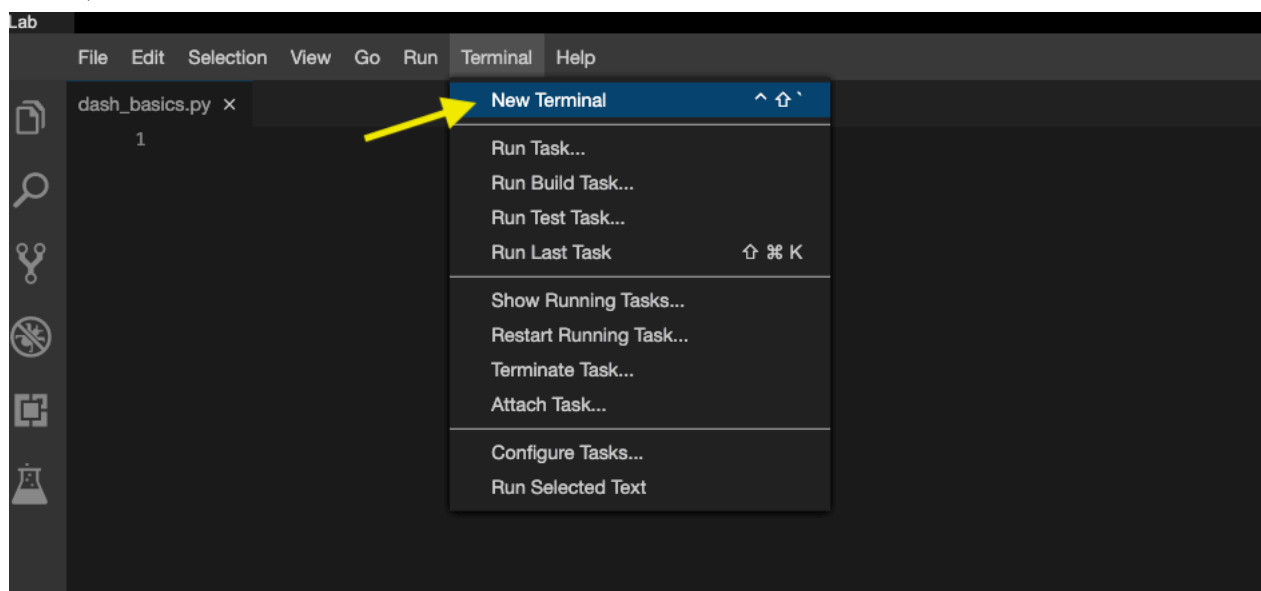 Lab
File Edit Selection View Go Run Terminal Help
dash_basics.py ×
1
New Terminal ^ ⇧ `
Run Task...
Run Build Task...
Run Test Task...
Run Last Task ⇧ ⌘ K
Show Running Tasks...
Restart Running Task...
Terminate Task...
Attach Task...
Configure Tasks...
Run Selected Text